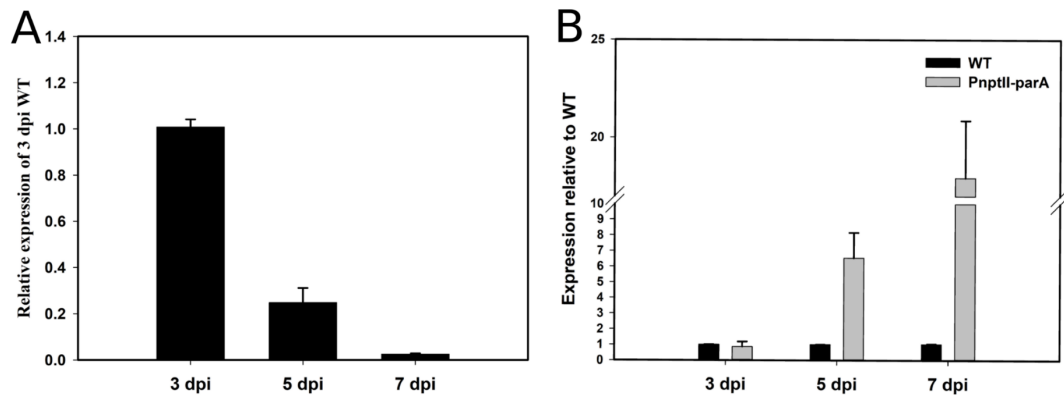 A
Relative expression of 3 dpi WT
1.4
1.2
1.0
0.8
0.6
0.4
0.2
0.0
3 dpi
5 dpi
7 dpi
B
Expression relative to WT
25
20
10
9
8
7
6
5
4
3
2
1
0
WT
PnptII-parA
3 dpi
5 dpi
7 dpi